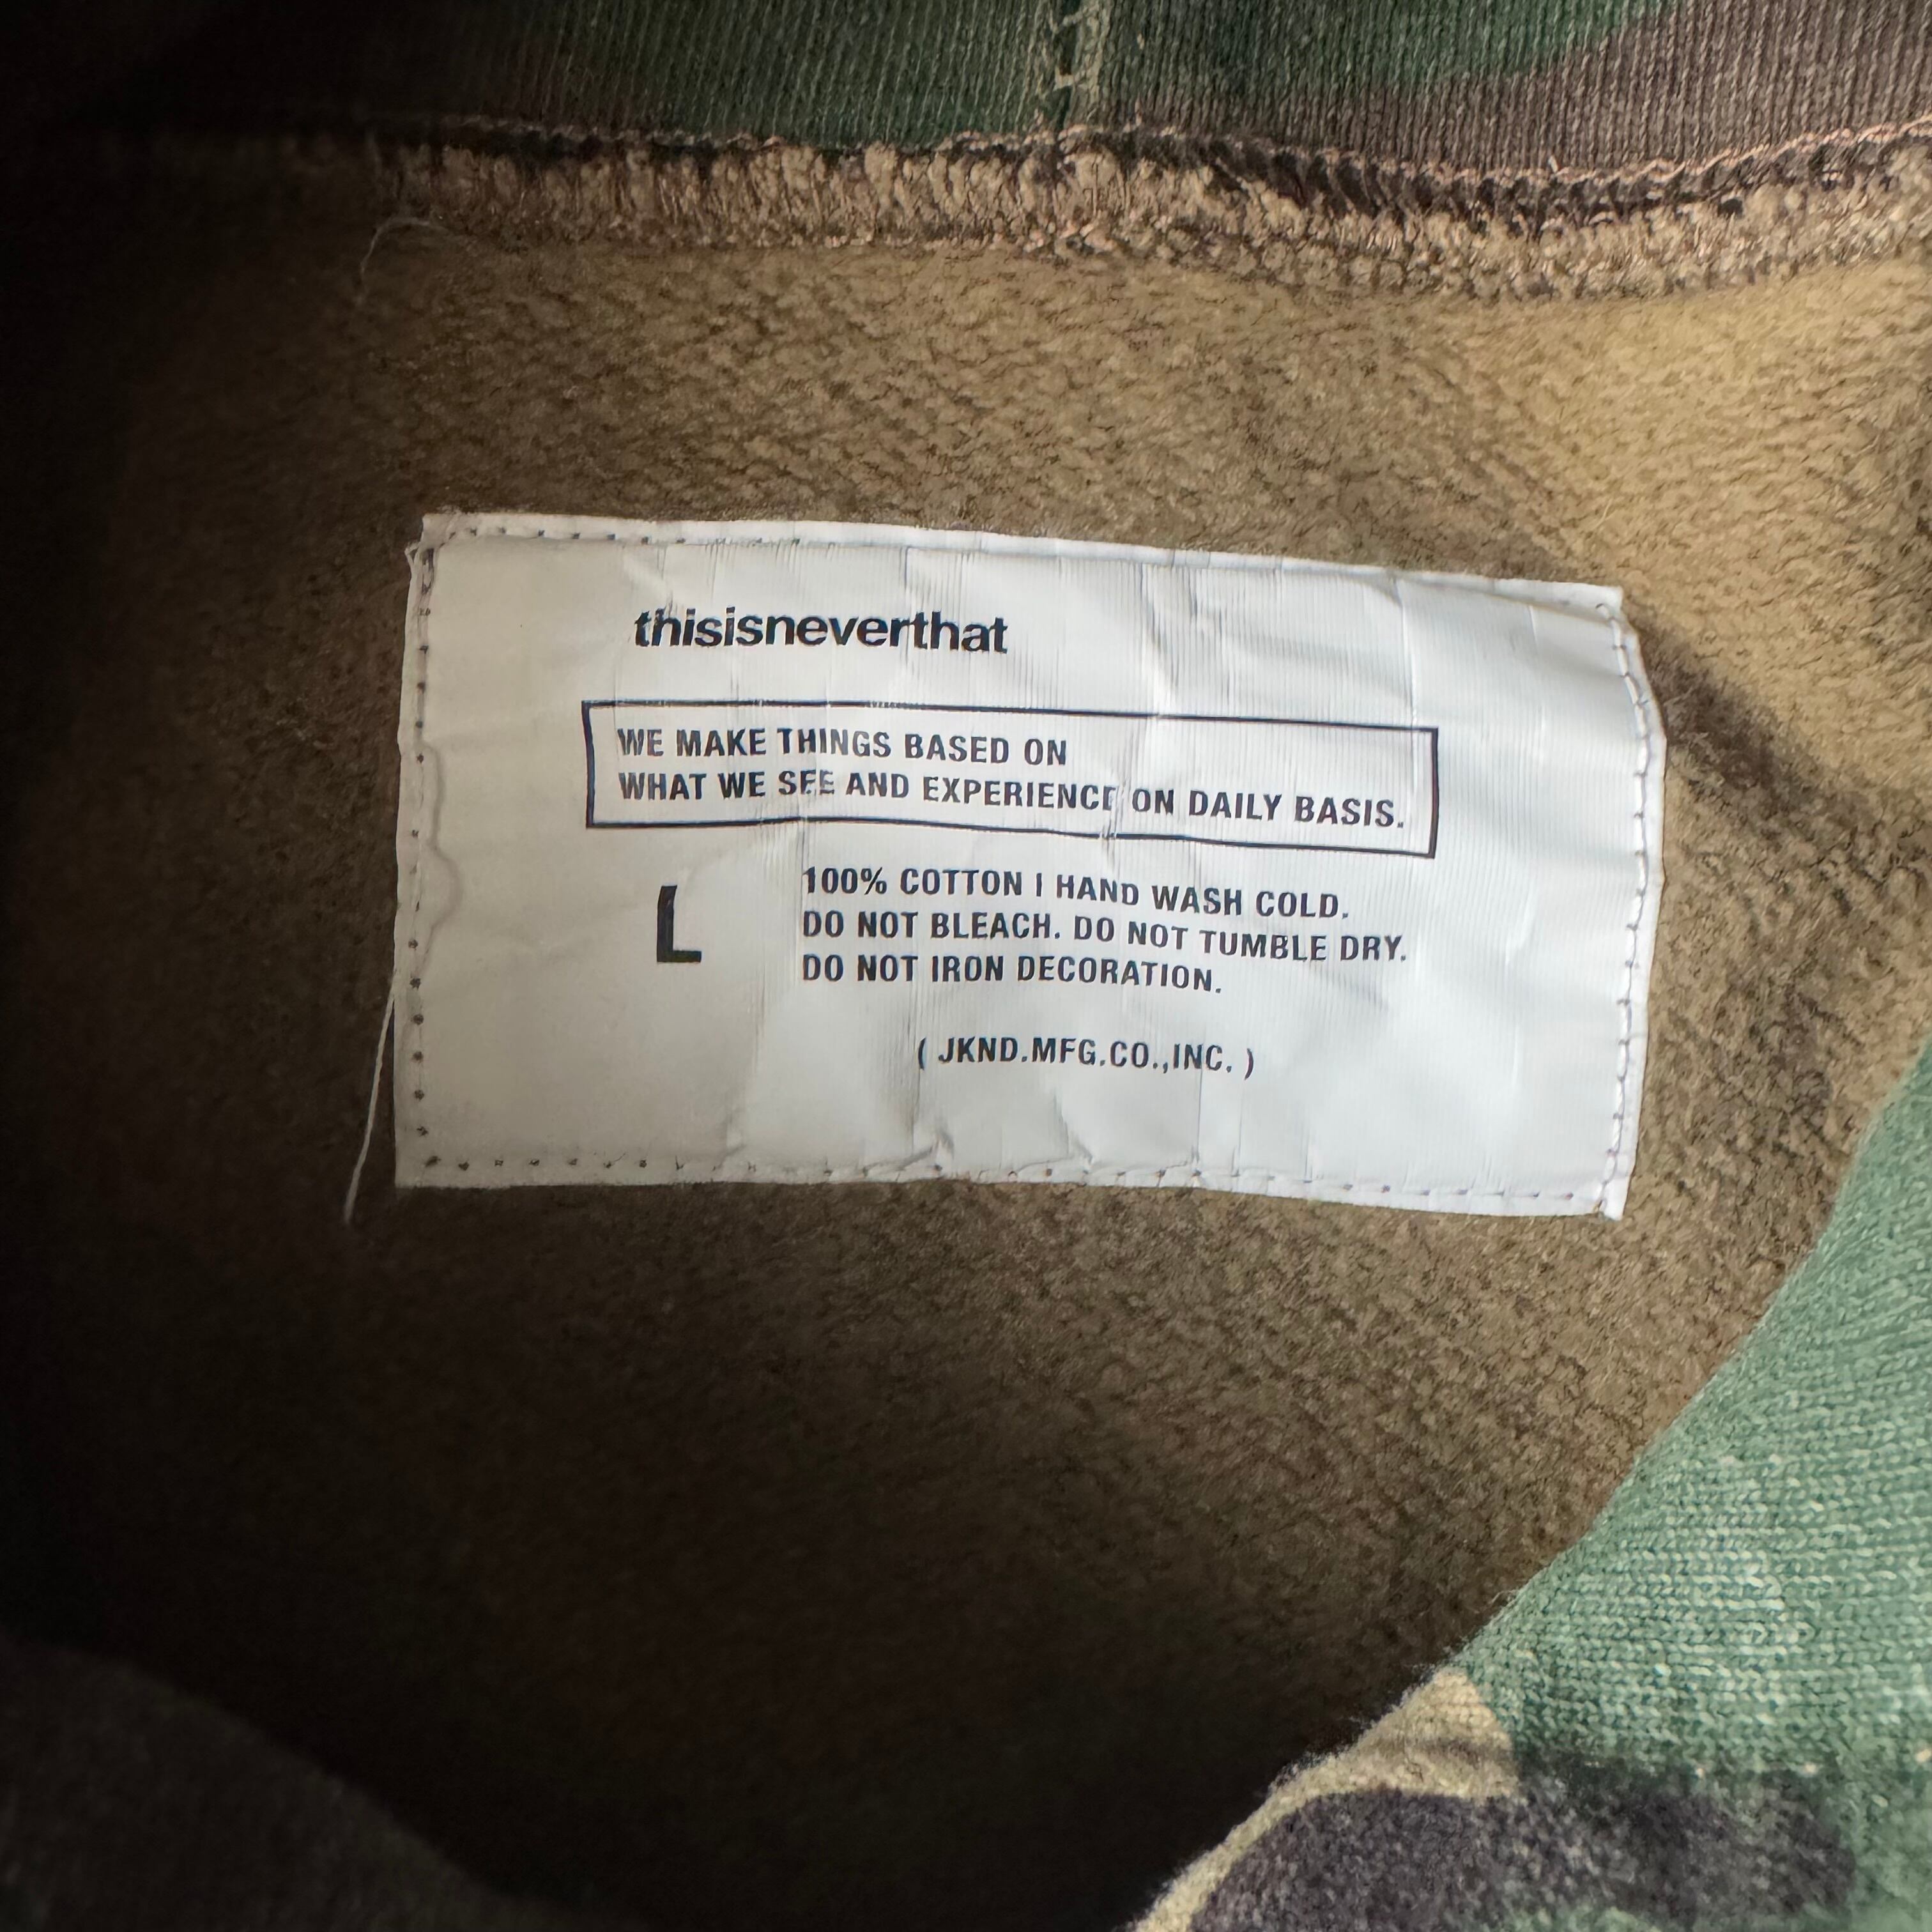 thisisneverthat
WE MAKE THINGS BASED ON
WHAT WE SEE AND EXPERIENCE ON DAILY BASIS.
L
100% COTTON I HAND WASH COLD.
DO NOT BLEACH. DO NOT TUMBLE DRY.
DO NOT IRON DECORATION.
( JKND.MFG.CO.,INC. )